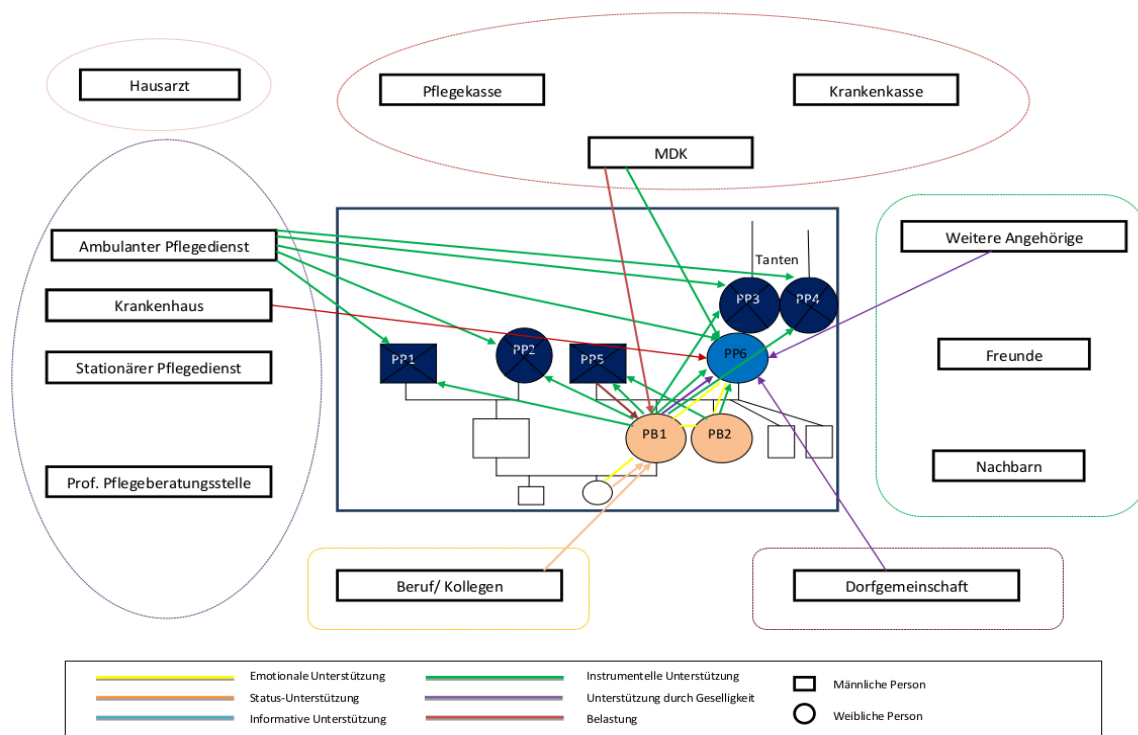 Hausarzt
Pflegekasse
Krankenkasse
MDK
Ambulanter Pflegedienst
Weitere Angehörige
Tanten
Krankenhaus
PP3
PP4
PP1
PP2
PP5
PP6
Stationärer Pflegedienst
Freunde
PB1
PB2
Prof. Pflegeberatungsstelle
Nachbarn
Beruf/ Kollegen
Dorfgemeinschaft
Emotionale Unterstützung
Instrumentelle Unterstützung
Männliche Person
Status-Unterstützung
Unterstützung durch Geselligkeit
Informative Unterstützung
Belastung
Weibliche Person